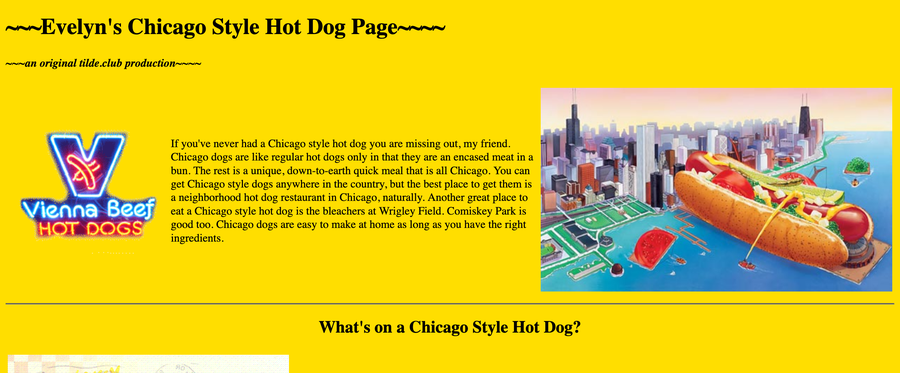 ~~~Evelyn's Chicago Style Hot Dog Page~~~~
~~~an original tilde.club production~~~~
Vienna Beef
HOT DOGS
If you've never had a Chicago style hot dog you are missing out, my friend.
Chicago dogs are like regular hot dogs only in that they are an encased meat in a
bun. The rest is a unique, down-to-earth quick meal that is all Chicago. You can
get Chicago style dogs anywhere in the country, but the best place to get them is
a neighborhood hot dog restaurant in Chicago, naturally. Another great place to
eat a Chicago style hot dog is the bleachers at Wrigley Field. Comiskey Park is
good too. Chicago dogs are easy to make at home as long as you have the right
ingredients.
What's on a Chicago Style Hot Dog?